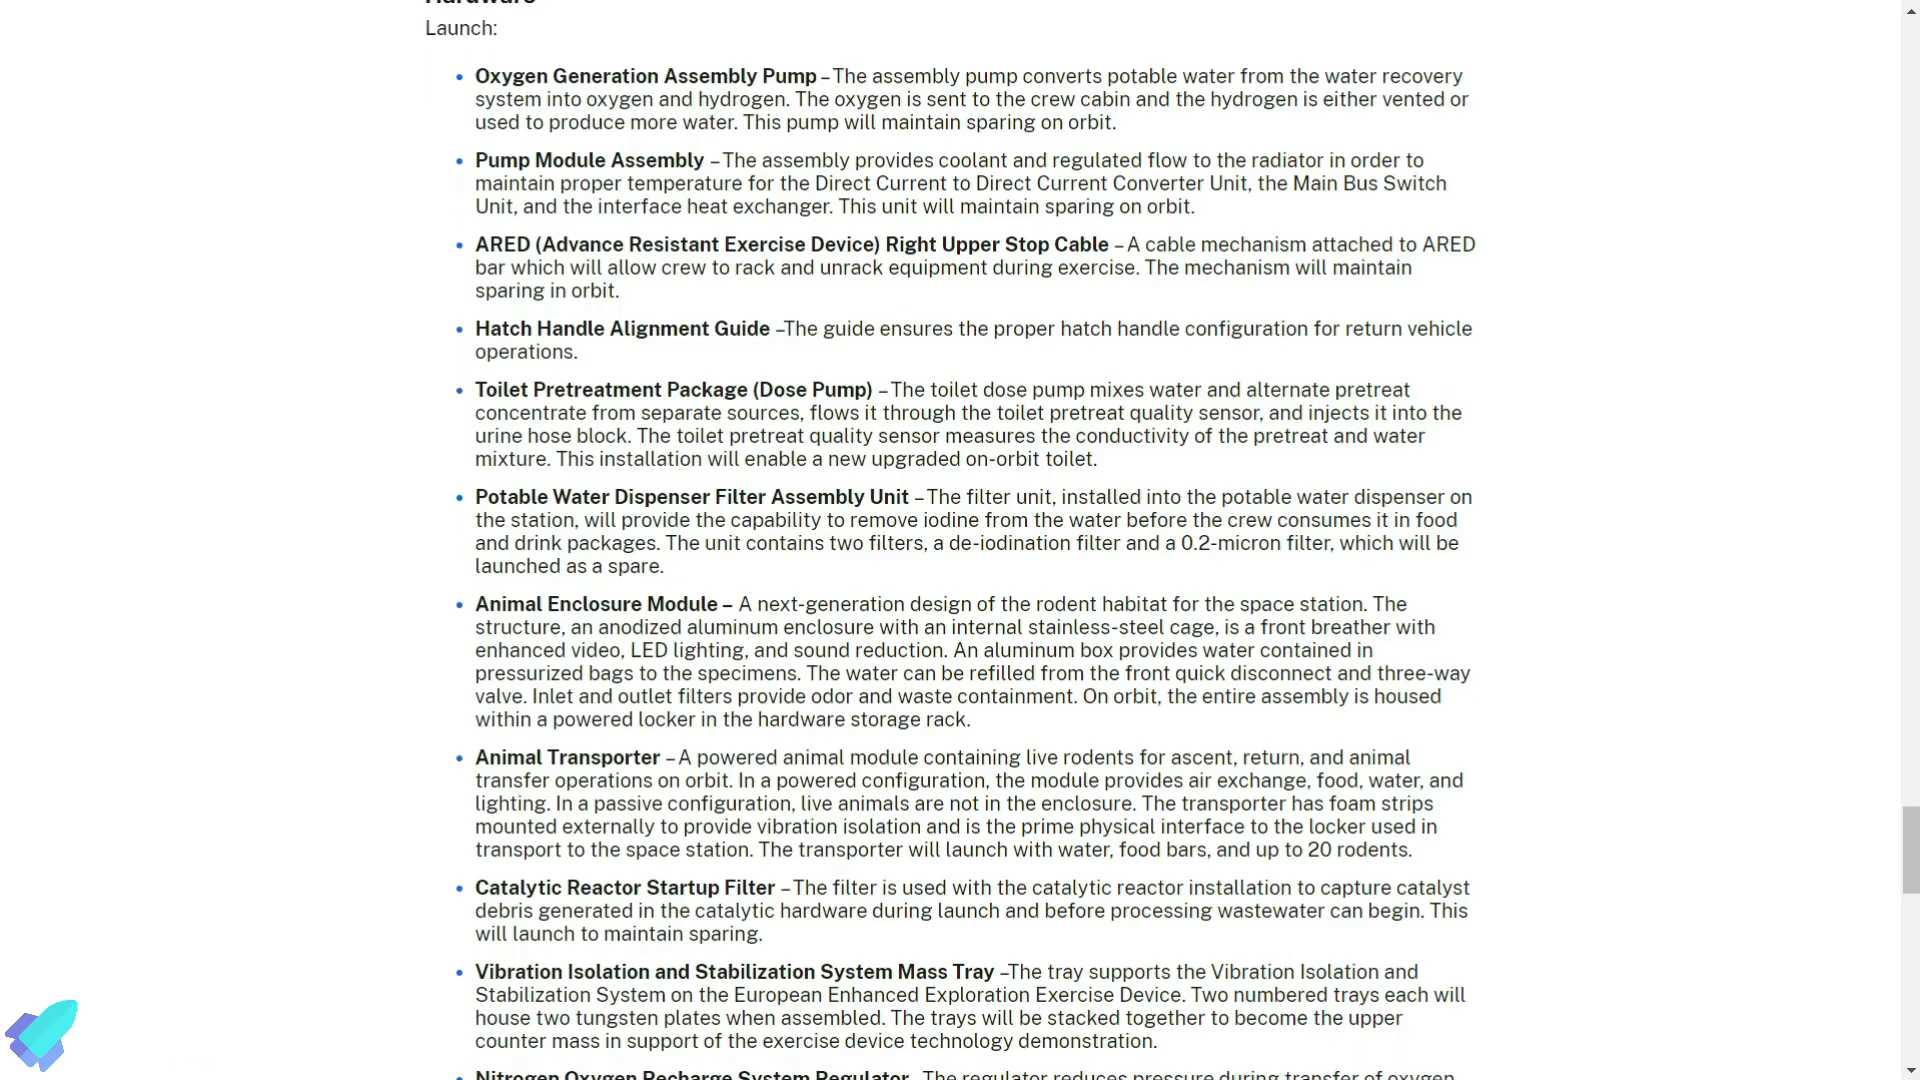 Hardware
Launch:
• Oxygen Generation Assembly Pump – The assembly pump converts potable water from the water recovery
system into oxygen and hydrogen. The oxygen is sent to the crew cabin and the hydrogen is either vented or
used to produce more water. This pump will maintain sparing on orbit.
• Pump Module Assembly – The assembly provides coolant and regulated flow to the radiator in order to
maintain proper temperature for the Direct Current to Direct Current Converter Unit, the Main Bus Switch
Unit, and the interface heat exchanger. This unit will maintain sparing on orbit.
• ARED (Advance Resistant Exercise Device) Right Upper Stop Cable – A cable mechanism attached to ARED
bar which will allow crew to rack and unrack equipment during exercise. The mechanism will maintain
sparing in orbit.
• Hatch Handle Alignment Guide –The guide ensures the proper hatch handle configuration for return vehicle
operations.
• Toilet Pretreatment Package (Dose Pump) – The toilet dose pump mixes water and alternate pretreat
concentrate from separate sources, flows it through the toilet pretreat quality sensor, and injects it into the
urine hose block. The toilet pretreat quality sensor measures the conductivity of the pretreat and water
mixture. This installation will enable a new upgraded on-orbit toilet.
• Potable Water Dispenser Filter Assembly Unit – The filter unit, installed into the potable water dispenser on
the station, will provide the capability to remove iodine from the water before the crew consumes it in food
and drink packages. The unit contains two filters, a de-iodination filter and a 0.2-micron filter, which will be
launched as a spare.
• Animal Enclosure Module – A next-generation design of the rodent habitat for the space station. The
structure, an anodized aluminum enclosure with an internal stainless-steel cage, is a front breather with
enhanced video, LED lighting, and sound reduction. An aluminum box provides water contained in
pressurized bags to the specimens. The water can be refilled from the front quick disconnect and three-way
valve. Inlet and outlet filters provide odor and waste containment. On orbit, the entire assembly is housed
within a powered locker in the hardware storage rack.
• Animal Transporter – A powered animal module containing live rodents for ascent, return, and animal
transfer operations on orbit. In a powered configuration, the module provides air exchange, food, water, and
lighting. In a passive configuration, live animals are not in the enclosure. The transporter has foam strips
mounted externally to provide vibration isolation and is the prime physical interface to the locker used in
transport to the space station. The transporter will launch with water, food bars, and up to 20 rodents.
• Catalytic Reactor Startup Filter – The filter is used with the catalytic reactor installation to capture catalyst
debris generated in the catalytic hardware during launch and before processing wastewater can begin. This
will launch to maintain sparing.
• Vibration Isolation and Stabilization System Mass Tray –The tray supports the Vibration Isolation and
Stabilization System on the European Enhanced Exploration Exercise Device. Two numbered trays each will
house two tungsten plates when assembled. The trays will be stacked together to become the upper
counter mass in support of the exercise device technology demonstration.
• Nitrogen Oxygen Recharge System Regulator – The regulator reduces pressure during transfer of oxygen